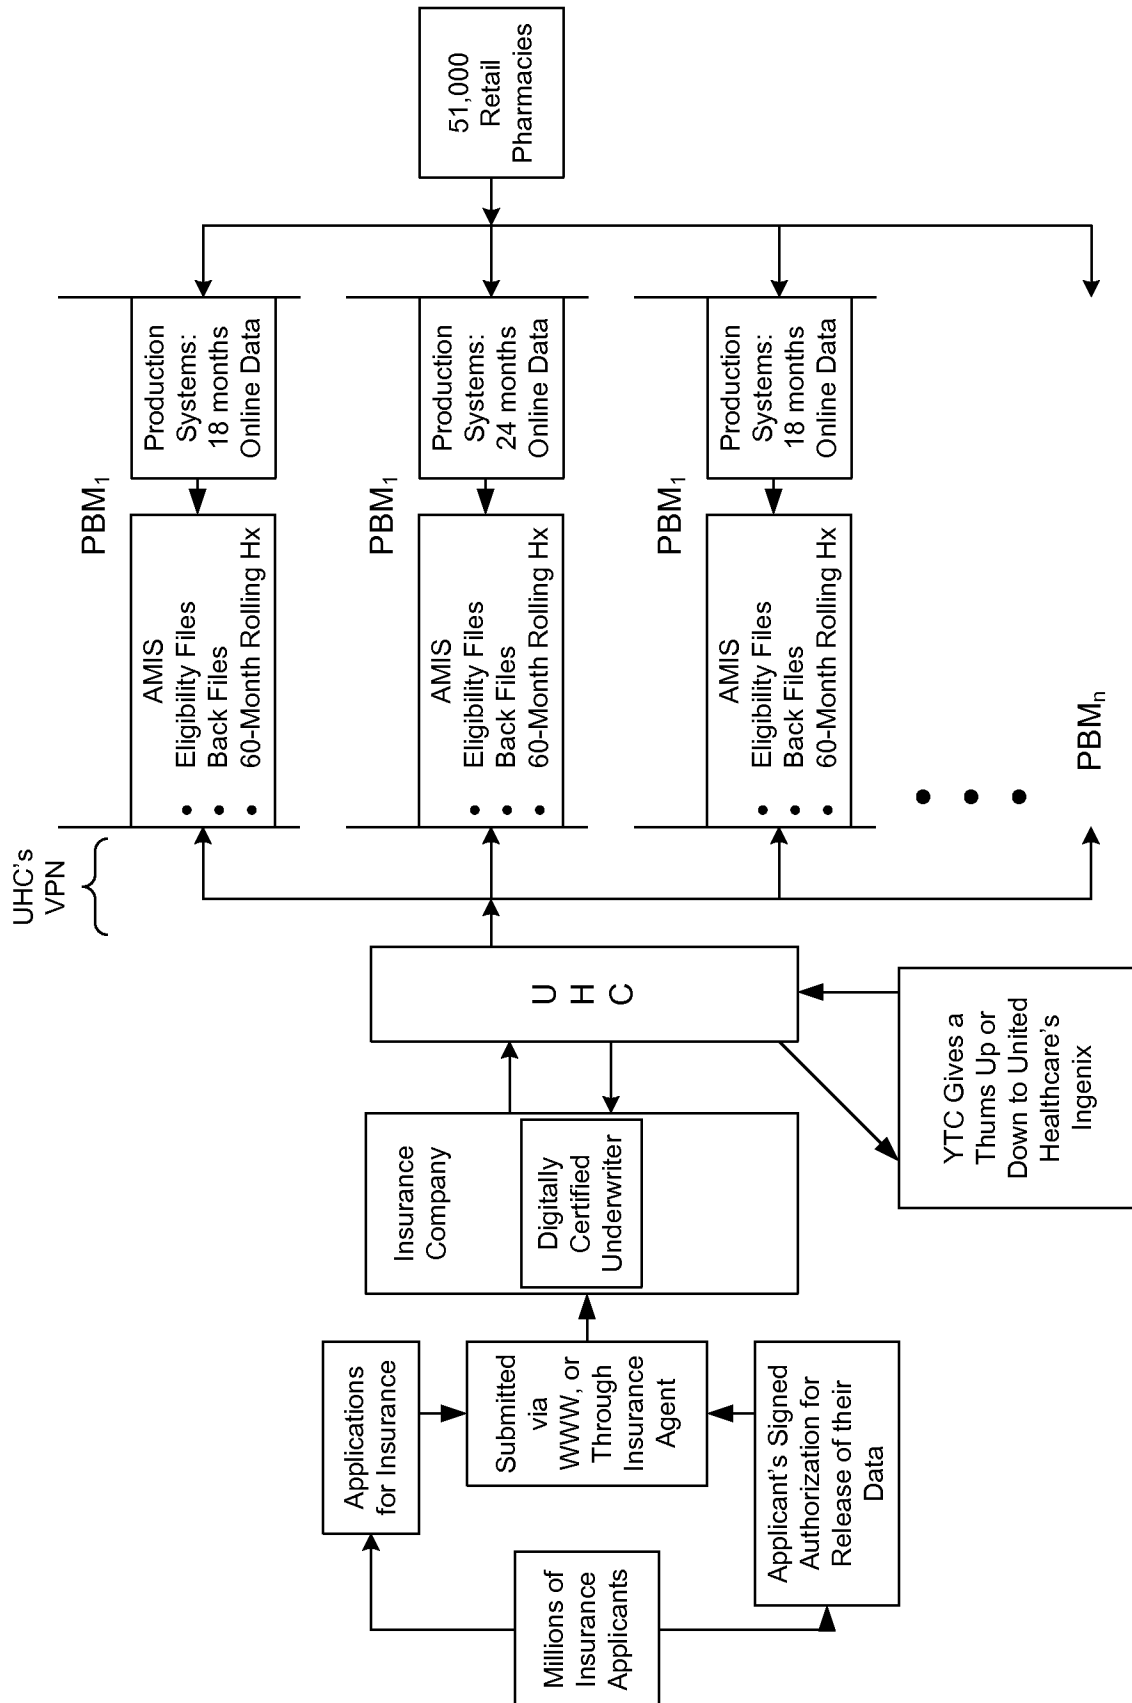 Millions of
Insurance
Applicants
Applications
for Insurance
Applicant's Signed
Authorization for
Release of their
Data
Submitted
via
WWW, or
Through
Insurance
Agent
Insurance
Company
Digitally
Certified
Underwriter
U
H
C
YTC Gives a
Thums Up or
Down to United
Healthcare's
Ingenix
UHC's
VPN
PBM1
AMIS
• Eligibility Files
• Back Files
• 60-Month Rolling Hx
Production
Systems:
18 months
Online Data
PBM1
AMIS
• Eligibility Files
• Back Files
• 60-Month Rolling Hx
Production
Systems:
24 months
Online Data
PBM1
AMIS
• Eligibility Files
• Back Files
• 60-Month Rolling Hx
Production
Systems:
18 months
Online Data
• • •
PBMn
51,000
Retail
Pharmacies